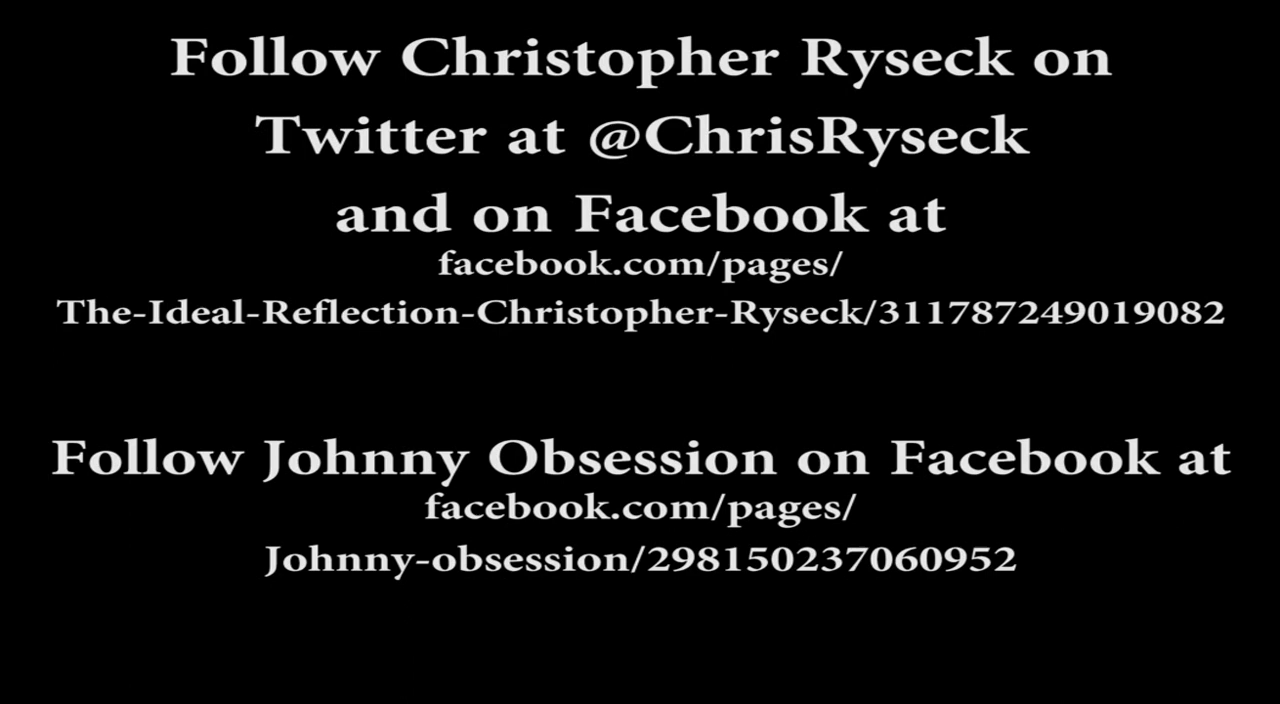 Follow Christopher Ryseck on
Twitter at @ChrisRyseck
and on Facebook at
facebook.com/pages/
The-Ideal-Reflection-Christopher-Ryseck/311787249019082
Follow Johnny Obsession on Facebook at
facebook.com/pages/
Johnny-obsession/298150237060952